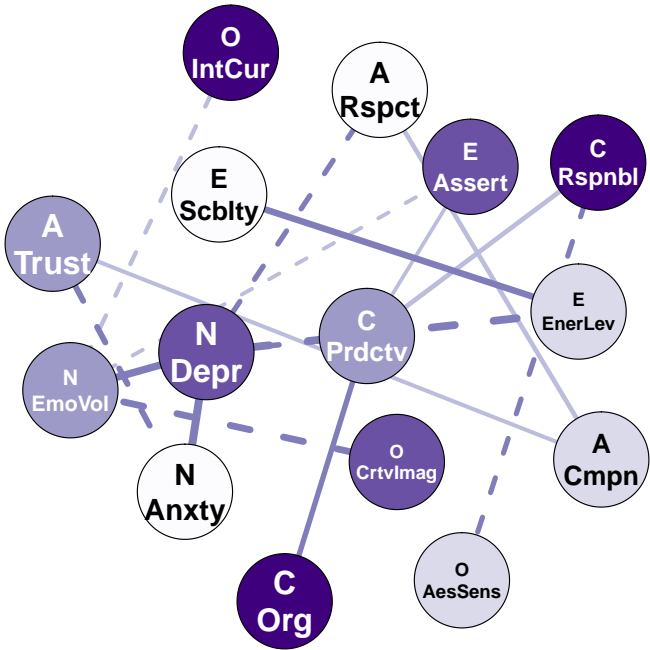 O
IntCur
A
Rspct
E
Assert
C
Rspnbl
E
Scblty
A
Trust
E
EnerLev
C
Prdctv
N
Depr
N
EmoVol
O
CrtvImag
A
Cmpn
N
Anxty
O
AesSens
C
Org